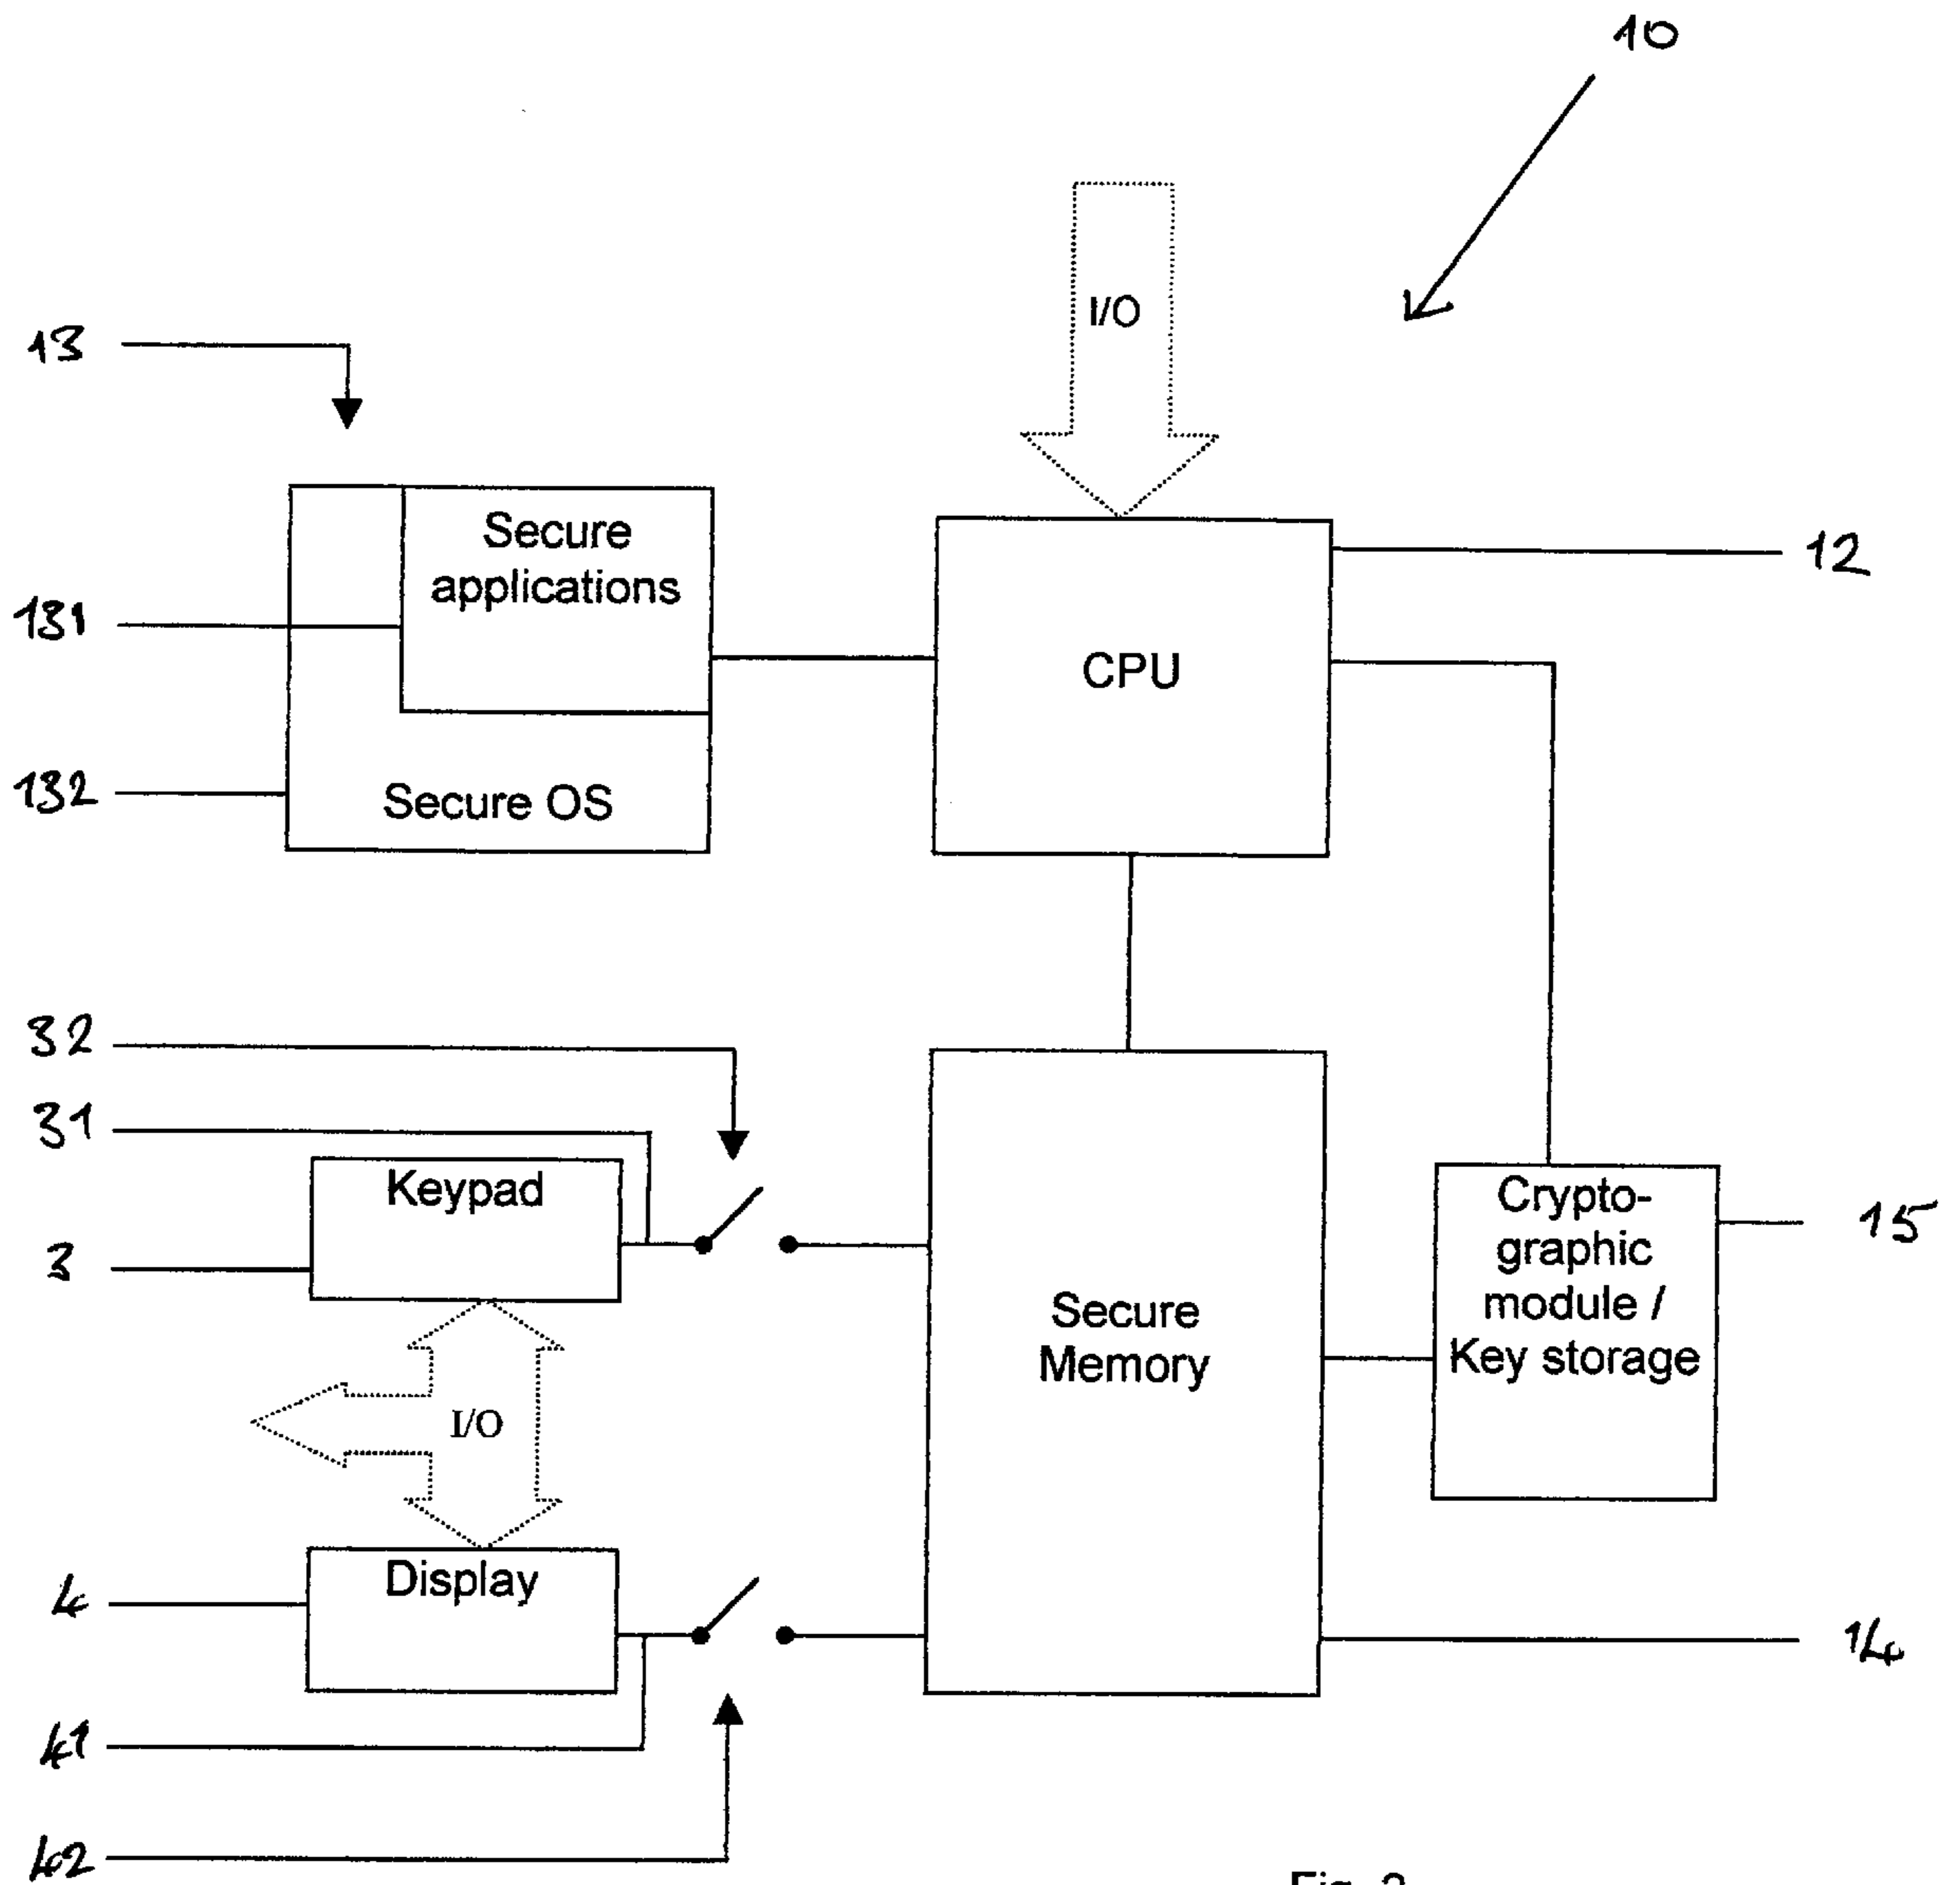 10
I/O
13
Secure
applications
12
131
CPU
132
Secure OS
32
31
Keypad
Crypto-
graphic
module /
Key storage
15
3
Secure
Memory
I/O
Display
4
14
41
42